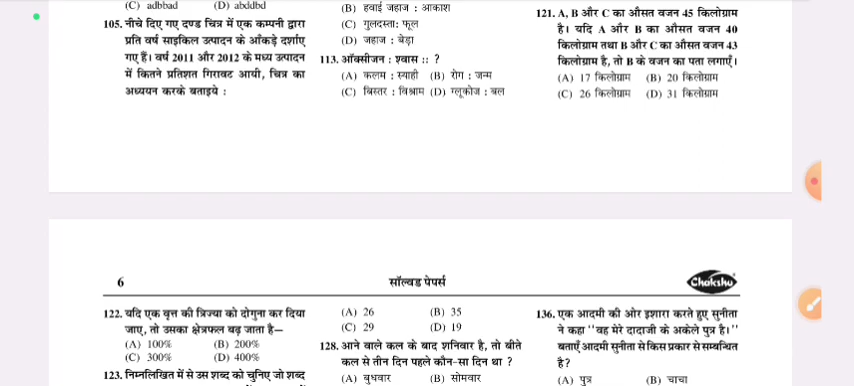 (C) adbbad (D) abddbd
105. नीचे दिए गए दण्ड चित्र में एक कम्पनी द्वारा
प्रति वर्ष साइकिल उत्पादन के आँकड़े दर्शाए
गए हैं। वर्ष 2011 और 2012 के मध्य उत्पादन
में कितने प्रतिशत गिरावट आयी, चित्र का
अध्ययन करके बताइये :
(B) हवाई जहाज : आकाश
(C) गुलदस्ता: फूल
(D) जहाज : बेड़ा
113. ऑक्सीजन : श्वास :: ?
(A) कलम : स्याही (B) रोग : जन्म
(C) बिस्तर : विश्राम (D) ग्लूकोज : बल
121. A, B और C का औसत वजन 45 किलोग्राम
है। यदि A और B का औसत वजन 40
किलोग्राम तथा B और C का औसत वजन 43
किलोग्राम है, तो B के वजन का पता लगाएँ।
(A) 17 किलोग्राम (B) 20 किलोग्राम
(C) 26 किलोग्राम (D) 31 किलोग्राम
6 सॉल्वड पेपर्स Chakshu
122. यदि एक वृत्त की त्रिज्या को दोगुना कर दिया
जाए, तो उसका क्षेत्रफल बढ़ जाता है—
(A) 100% (B) 200%
(C) 300% (D) 400%
123. निम्नलिखित में से उस शब्द को चुनिए जो शब्द
(A) 26 (B) 35
(C) 29 (D) 19
128. आने वाले कल के बाद शनिवार है, तो बीते
कल से तीन दिन पहले कौन-सा दिन था ?
(A) बुधवार (B) सोमवार
136. एक आदमी की ओर इशारा करते हुए सुनीता
ने कहा ''वह मेरे दादाजी के अकेले पुत्र है।''
बताएँ आदमी सुनीता से किस प्रकार से सम्बन्धित
है?
(A) पुत्र (B) चाचा